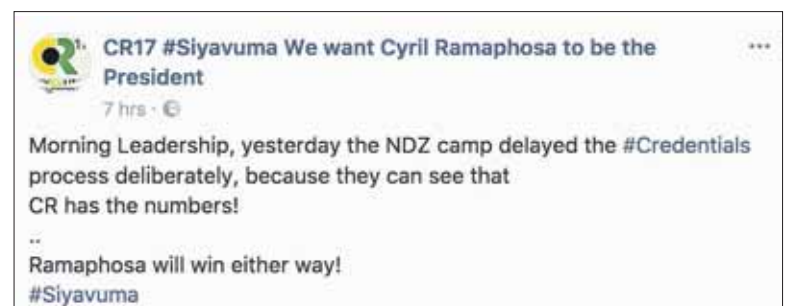 CR17 #Siyavuma We want Cyril Ramaphosa to be the
President
7 hrs ·
Morning Leadership, yesterday the NDZ camp delayed the #Credentials
process deliberately, because they can see that
CR has the numbers!
..
Ramaphosa will win either way!
#Siyavuma